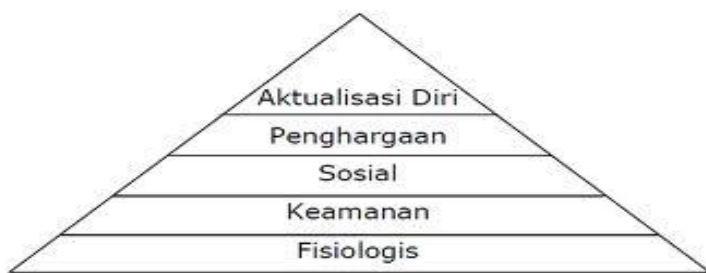 Aktualisasi Diri
Penghargaan
Sosial
Keamanan
Fisiologis